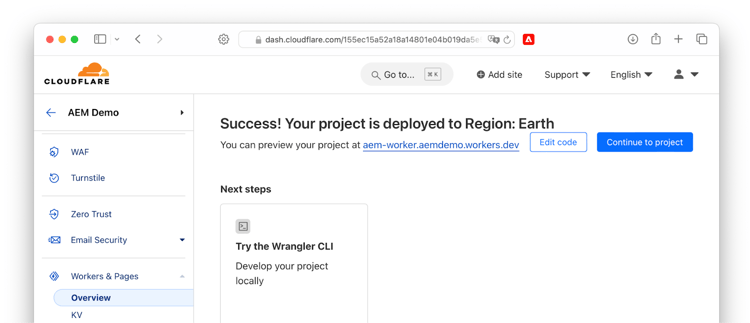 dash.cloudflare.com/155ec15a52a18a14801e04b019da5e
CLOUDFLARE
Go to... ⌘ K
Add site
Support
English
AEM Demo
WAF
Turnstile
Zero Trust
Email Security
Workers & Pages
Overview
KV
Success! Your project is deployed to Region: Earth
You can preview your project at aem-worker.aemdemo.workers.dev
Edit code
Continue to project
Next steps
Try the Wrangler CLI
Develop your project
locally